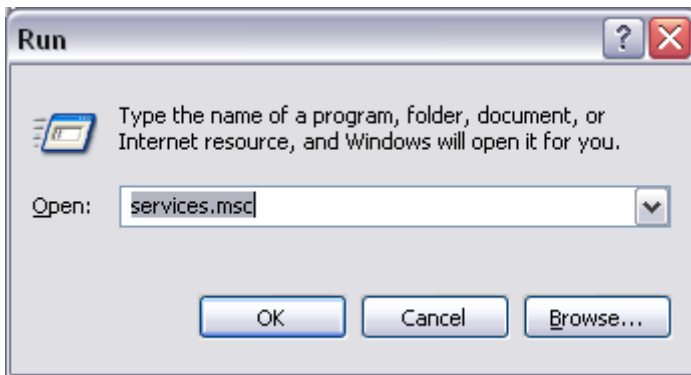 Run
Type the name of a program, folder, document, or
Internet resource, and Windows will open it for you.
Open: services.msc
OK Cancel Browse...